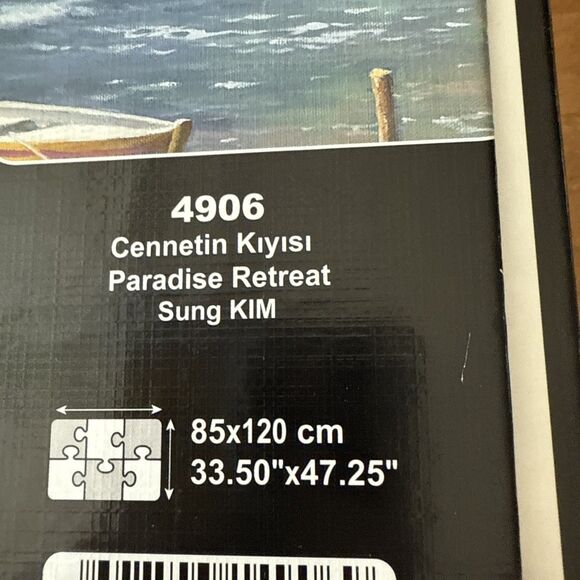 4906
Cennetin Kıyısı
Paradise Retreat
Sung KIM
85x120 cm
33.50"x47.25"